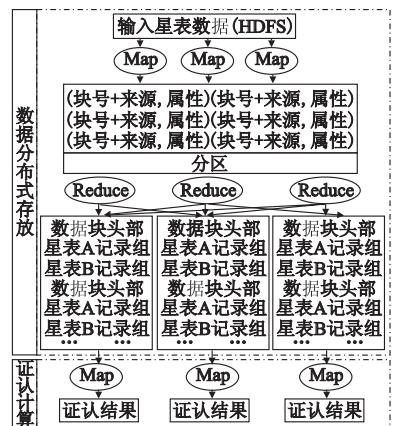 输入星表数据(HDFS)
Map Map Map
(块号+来源,属性)(块号+来源,属性)
(块号+来源,属性)(块号+来源,属性)
(块号+来源,属性)(块号+来源,属性)
分区
Reduce Reduce Reduce
数据块头部 数据块头部 数据块头部
星表A记录组 星表A记录组 星表A记录组
星表B记录组 星表B记录组 星表B记录组
数据块头部 数据块头部 数据块头部
星表A记录组 星表A记录组 星表A记录组
星表B记录组 星表B记录组 星表B记录组
… … … … … …
数据分布式存放
Map Map Map
证认结果 证认结果 证认结果
证认计算